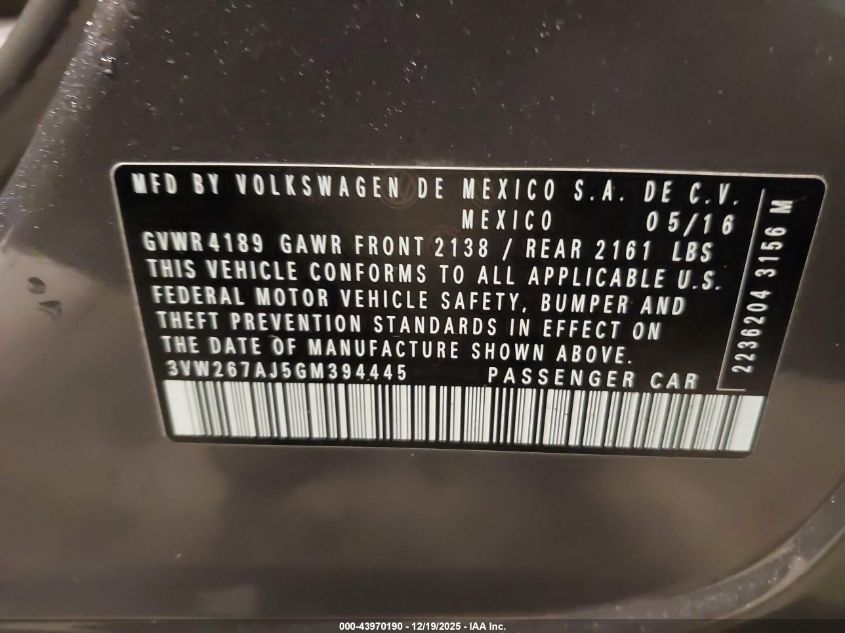 MFD BY VOLKSWAGEN DE MEXICO S.A. DE C.V.
MEXICO 05/16
GVWR 4189 GAWR FRONT 2138 / REAR 2161 LBS
THIS VEHICLE CONFORMS TO ALL APPLICABLE U.S.
FEDERAL MOTOR VEHICLE SAFETY, BUMPER AND
THEFT PREVENTION STANDARDS IN EFFECT ON
THE DATE OF MANUFACTURE SHOWN ABOVE.
3VW267AJ5GM394445 PASSENGER CAR
2236204 3156 M
000-43970190 - 12/19/2025 - IAA Inc.